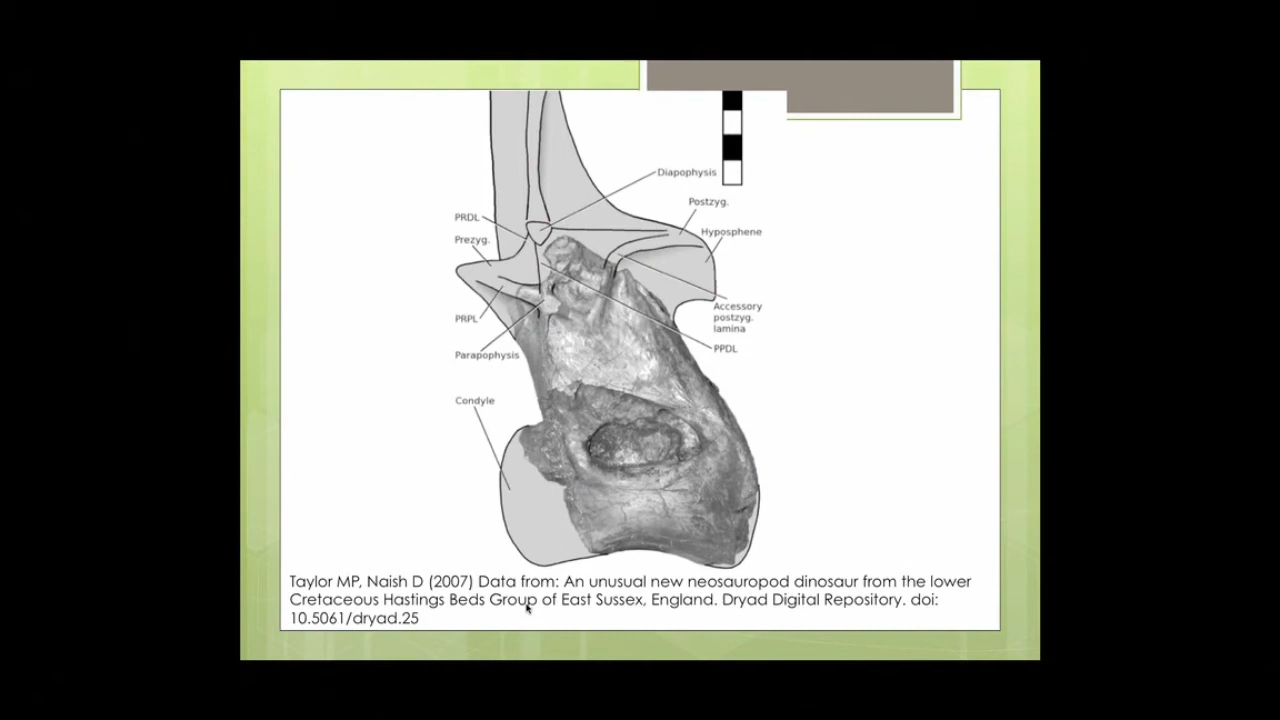 Diapophysis
Postzyg.
PRDL
Hyposphene
Prezyg.
Accessory
postzyg.
lamina
PRPL
PPDL
Parapophysis
Condyle
Taylor MP, Naish D (2007) Data from: An unusual new neosauropod dinosaur from the lower
Cretaceous Hastings Beds Group of East Sussex, England. Dryad Digital Repository. doi:
10.5061/dryad.25